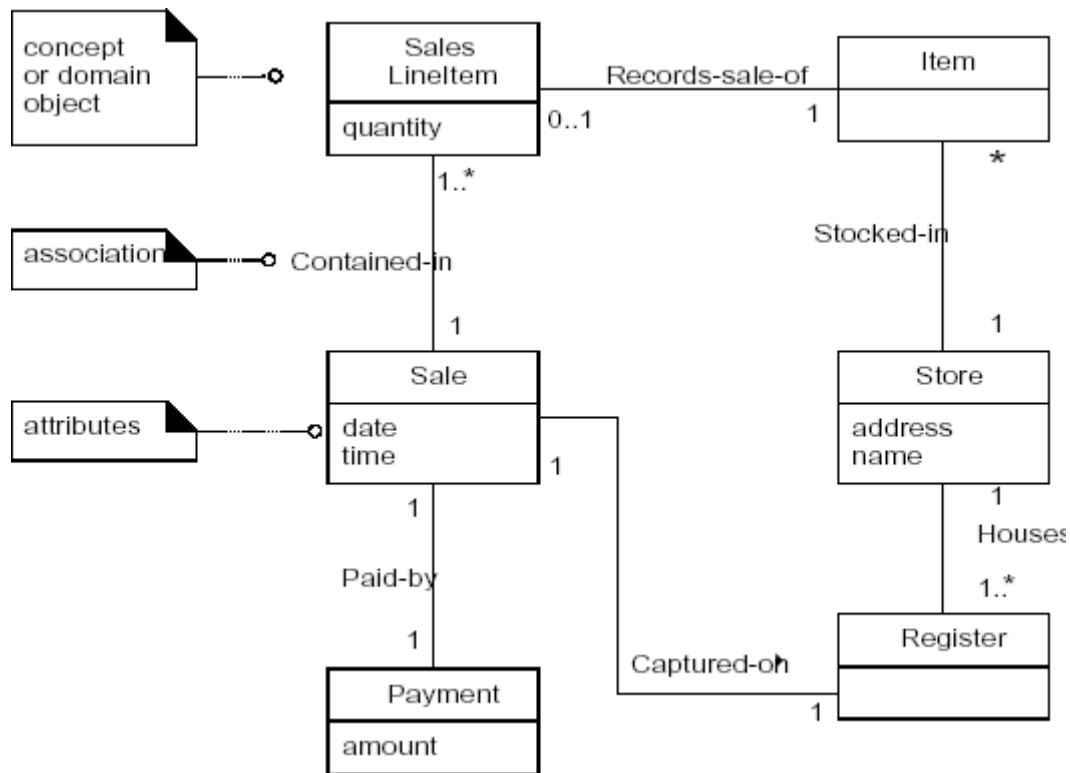 concept
or domain
object
Sales
LineItem
quantity
Records-sale-of
0..1
1
Item
1..*
*
association
Contained-in
Stocked-in
1
1
attributes
Sale
date
time
1
1
Store
address
name
1
Houses
Paid-by
1..*
1
Captured-on
Register
1
Payment
amount